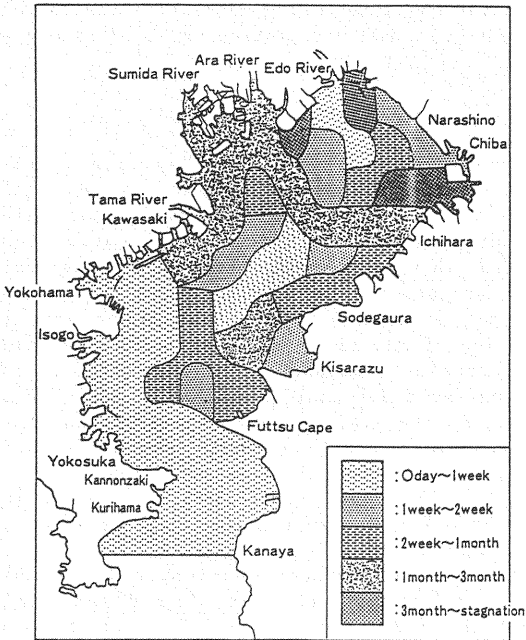 Ara River
Edo River
Sumida River
Narashino
Chiba
Tama River
Kawasaki
Ichihara
Yokohama
Sodegaura
Isogo
Kisarazu
Futtsu Cape
Yokosuka
Kannonzaki
Kurihama
Kanaya
:0day~1week
:1week~2week
:2week~1month
:1month~3month
:3month~stagnation